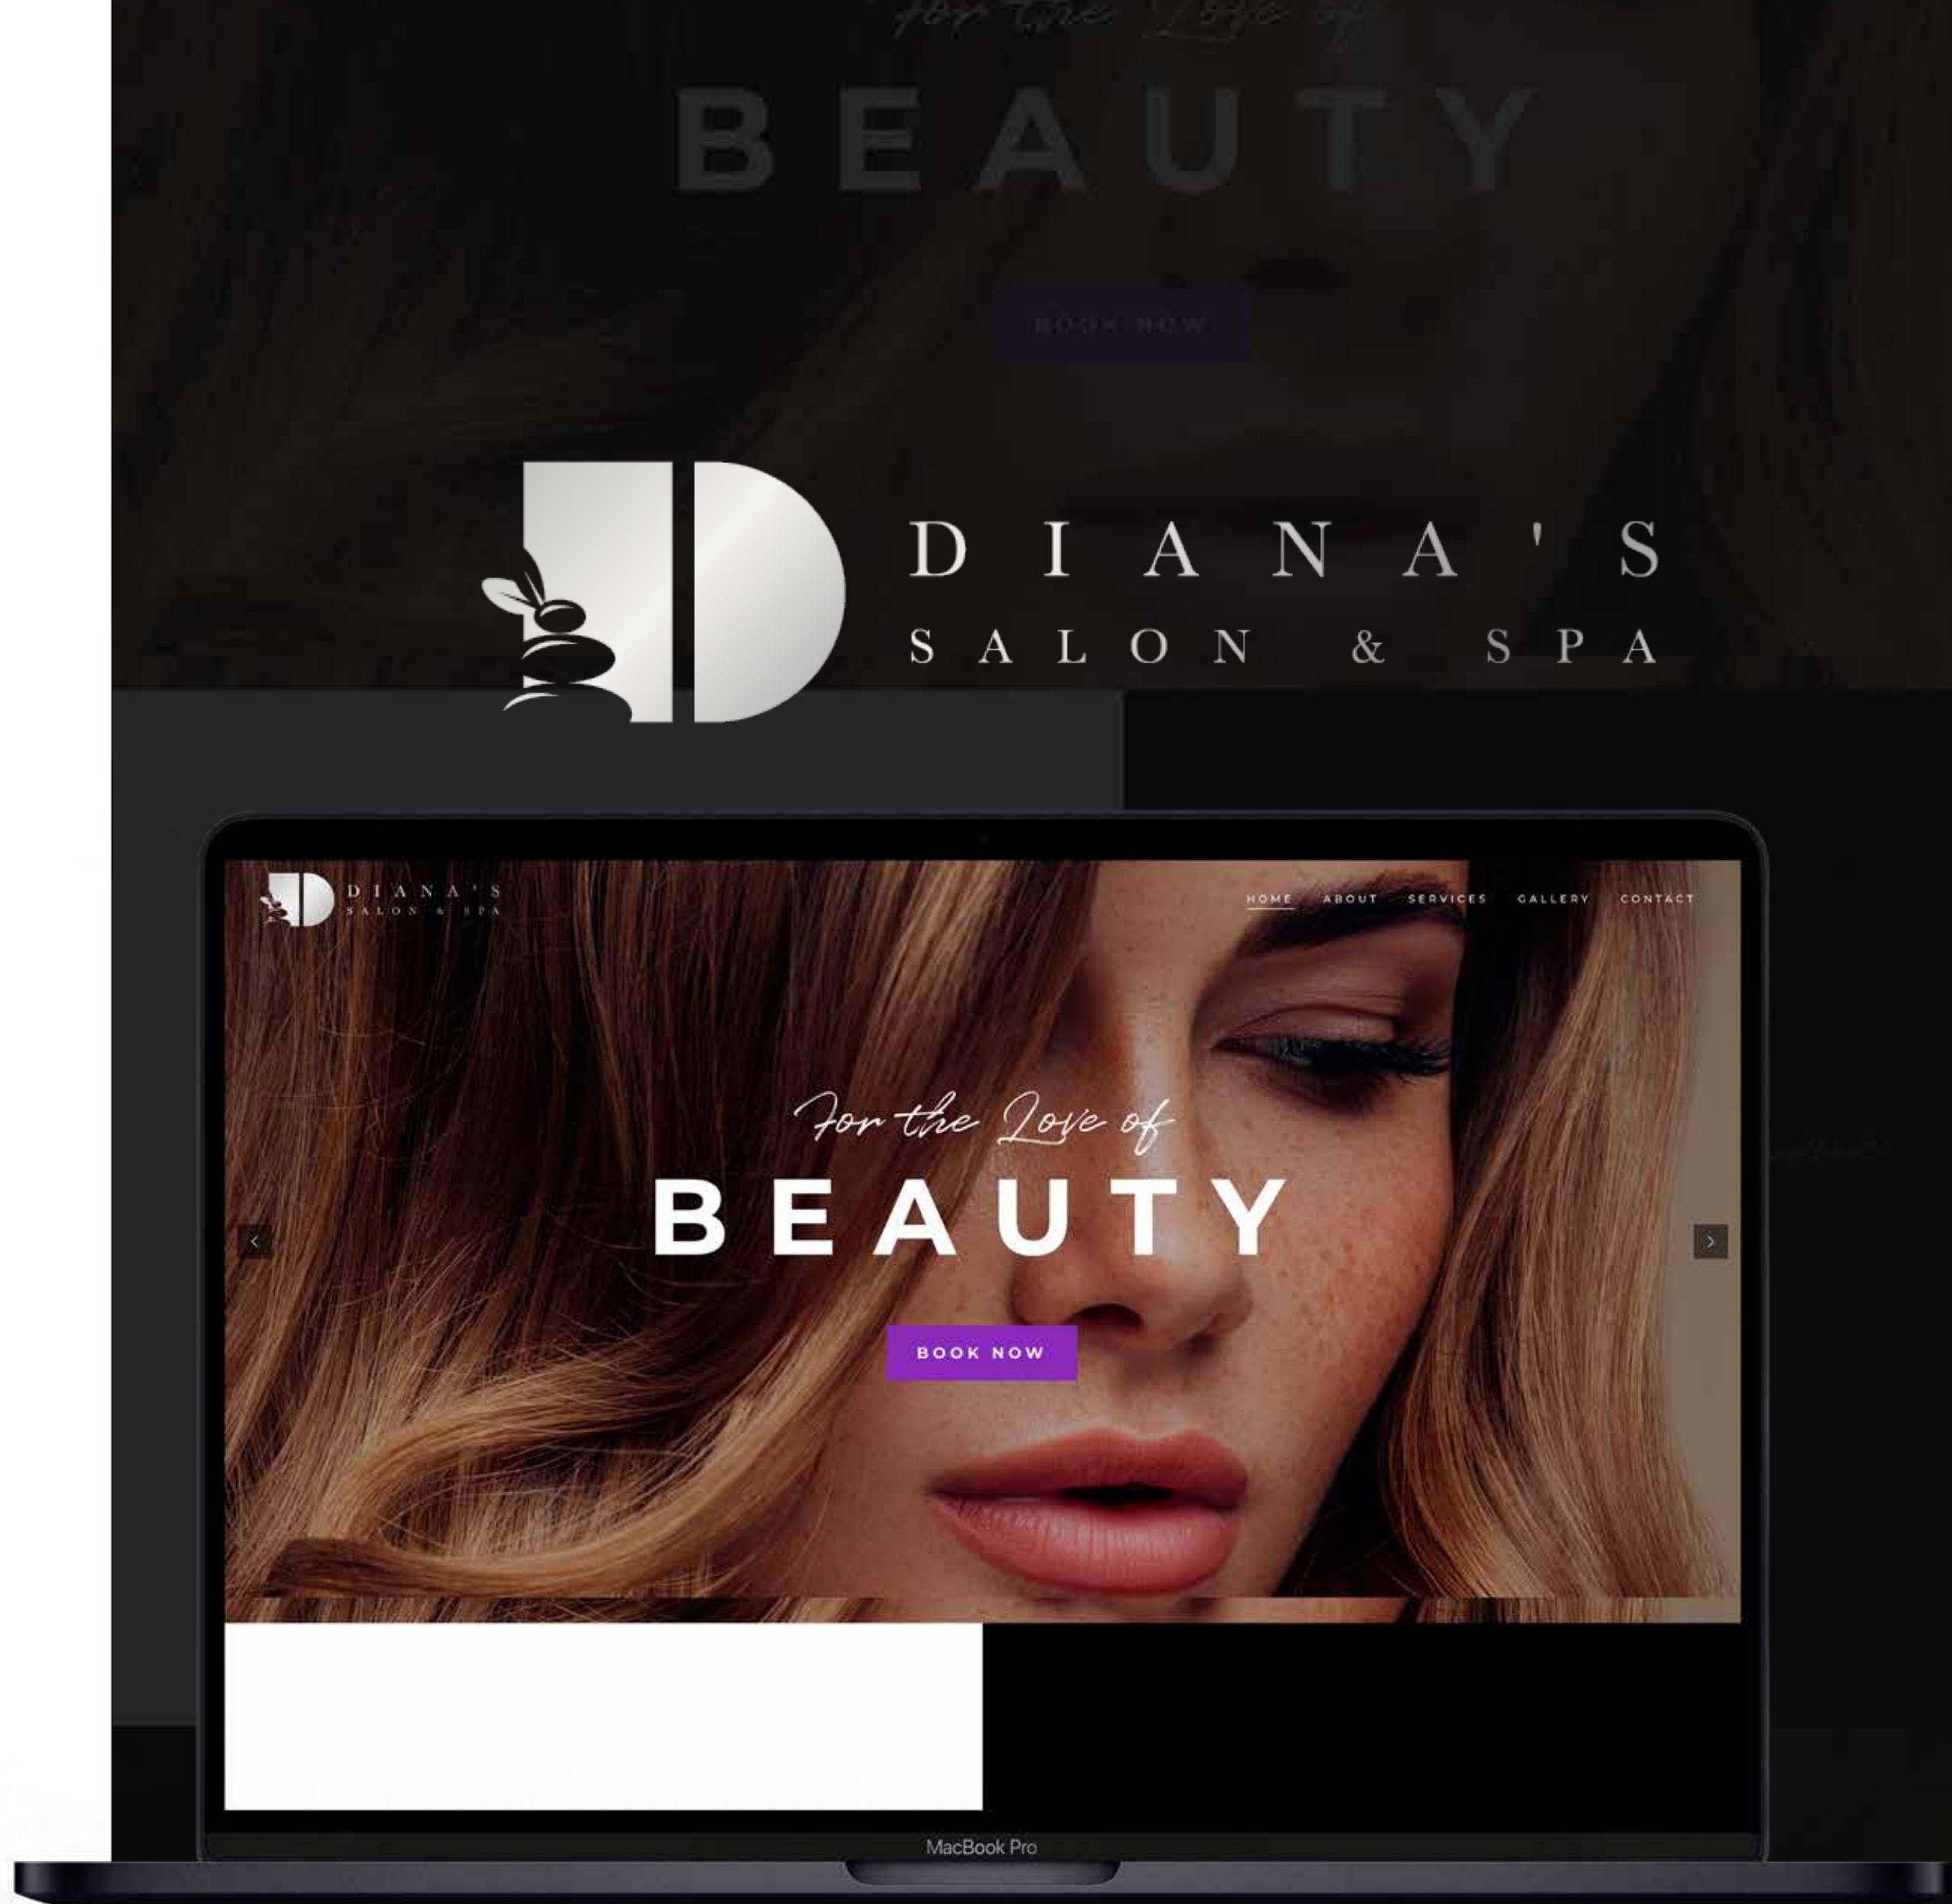 For the Love of
BEAUTY
BOOK NOW
DIANA'S
SALON & SPA
DIANA'S
SALON & SPA
HOME ABOUT SERVICES GALLERY CONTACT
For the Love of
BEAUTY
BOOK NOW
MacBook Pro